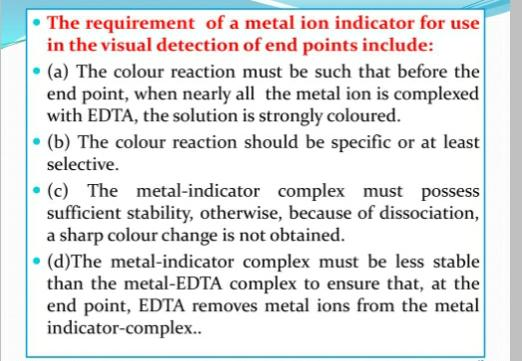 • The requirement of a metal ion indicator for use
in the visual detection of end points include:
• (a) The colour reaction must be such that before the
end point, when nearly all the metal ion is complexed
with EDTA, the solution is strongly coloured.
• (b) The colour reaction should be specific or at least
selective.
• (c) The metal-indicator complex must possess
sufficient stability, otherwise, because of dissociation,
a sharp colour change is not obtained.
• (d)The metal-indicator complex must be less stable
than the metal-EDTA complex to ensure that, at the
end point, EDTA removes metal ions from the metal
indicator-complex..